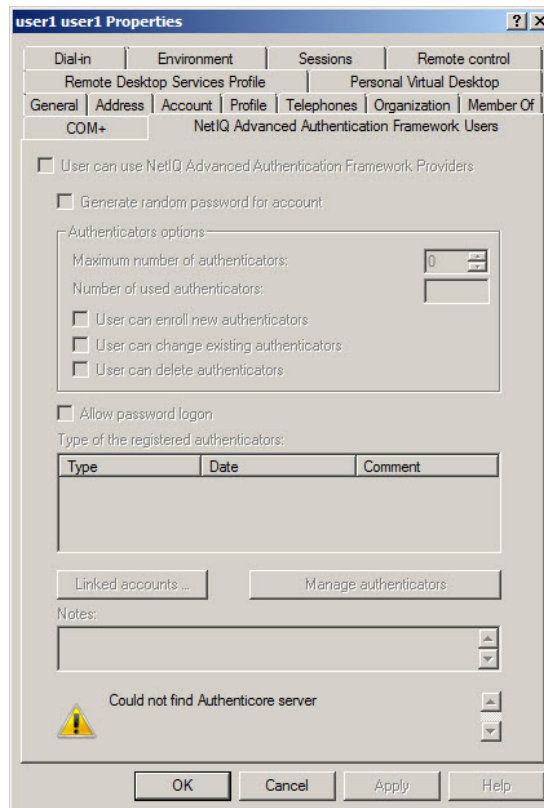 user1 user1 Properties
Dial-in Environment Sessions Remote control
Remote Desktop Services Profile Personal Virtual Desktop
General Address Account Profile Telephones Organization Member Of
COM+ NetIQ Advanced Authentication Framework Users
User can use NetIQ Advanced Authentication Framework Providers
Generate random password for account
Authenticators options
Maximum number of authenticators: 0
Number of used authenticators:
User can enroll new authenticators
User can change existing authenticators
User can delete authenticators
Allow password logon
Type of the registered authenticators:
Type Date Comment
Linked accounts ... Manage authenticators
Notes:
Could not find Authenticore server
OK Cancel Apply Help